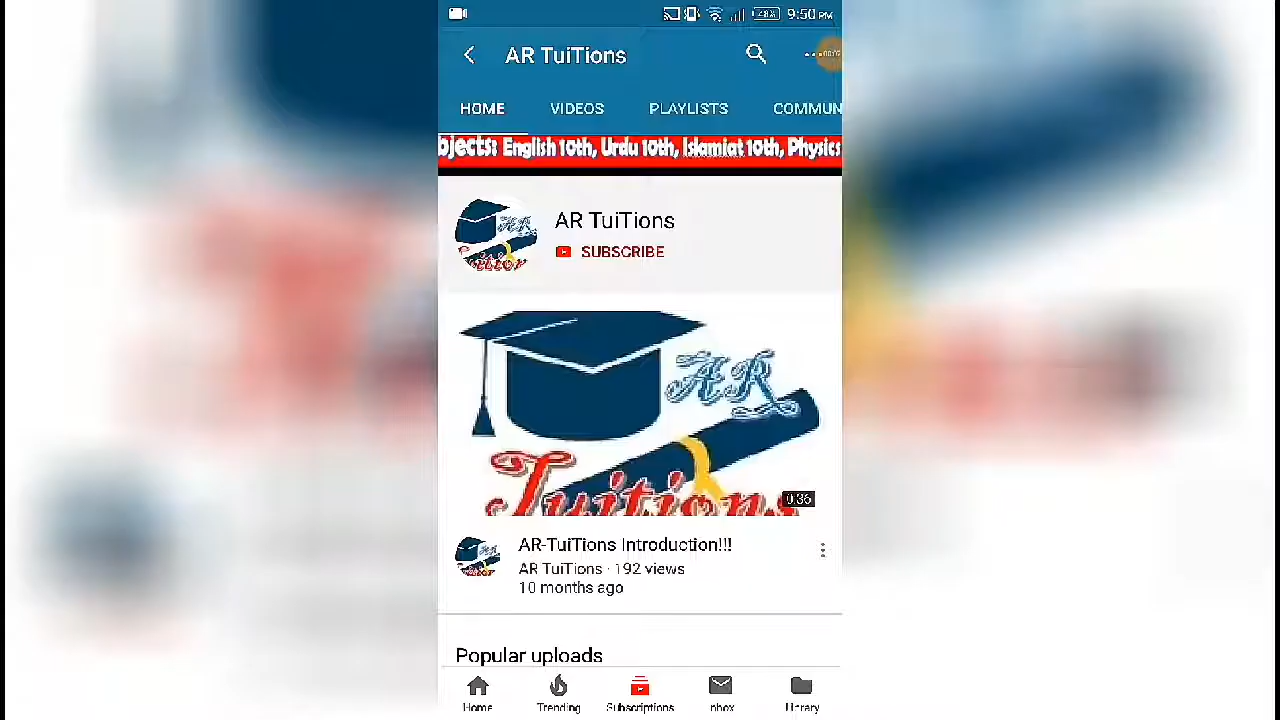 9:50 PM
AR TuiTions
HOME VIDEOS PLAYLISTS COMMUN
bjects: English 10th, Urdu 10th, Islamiat 10th, Physics
AR TuiTions
SUBSCRIBE
AR
Tuitions
0:36
AR-TuiTions Introduction!!!
AR TuiTions · 192 views
10 months ago
Popular uploads
Home Trending Subscriptions Inbox Library